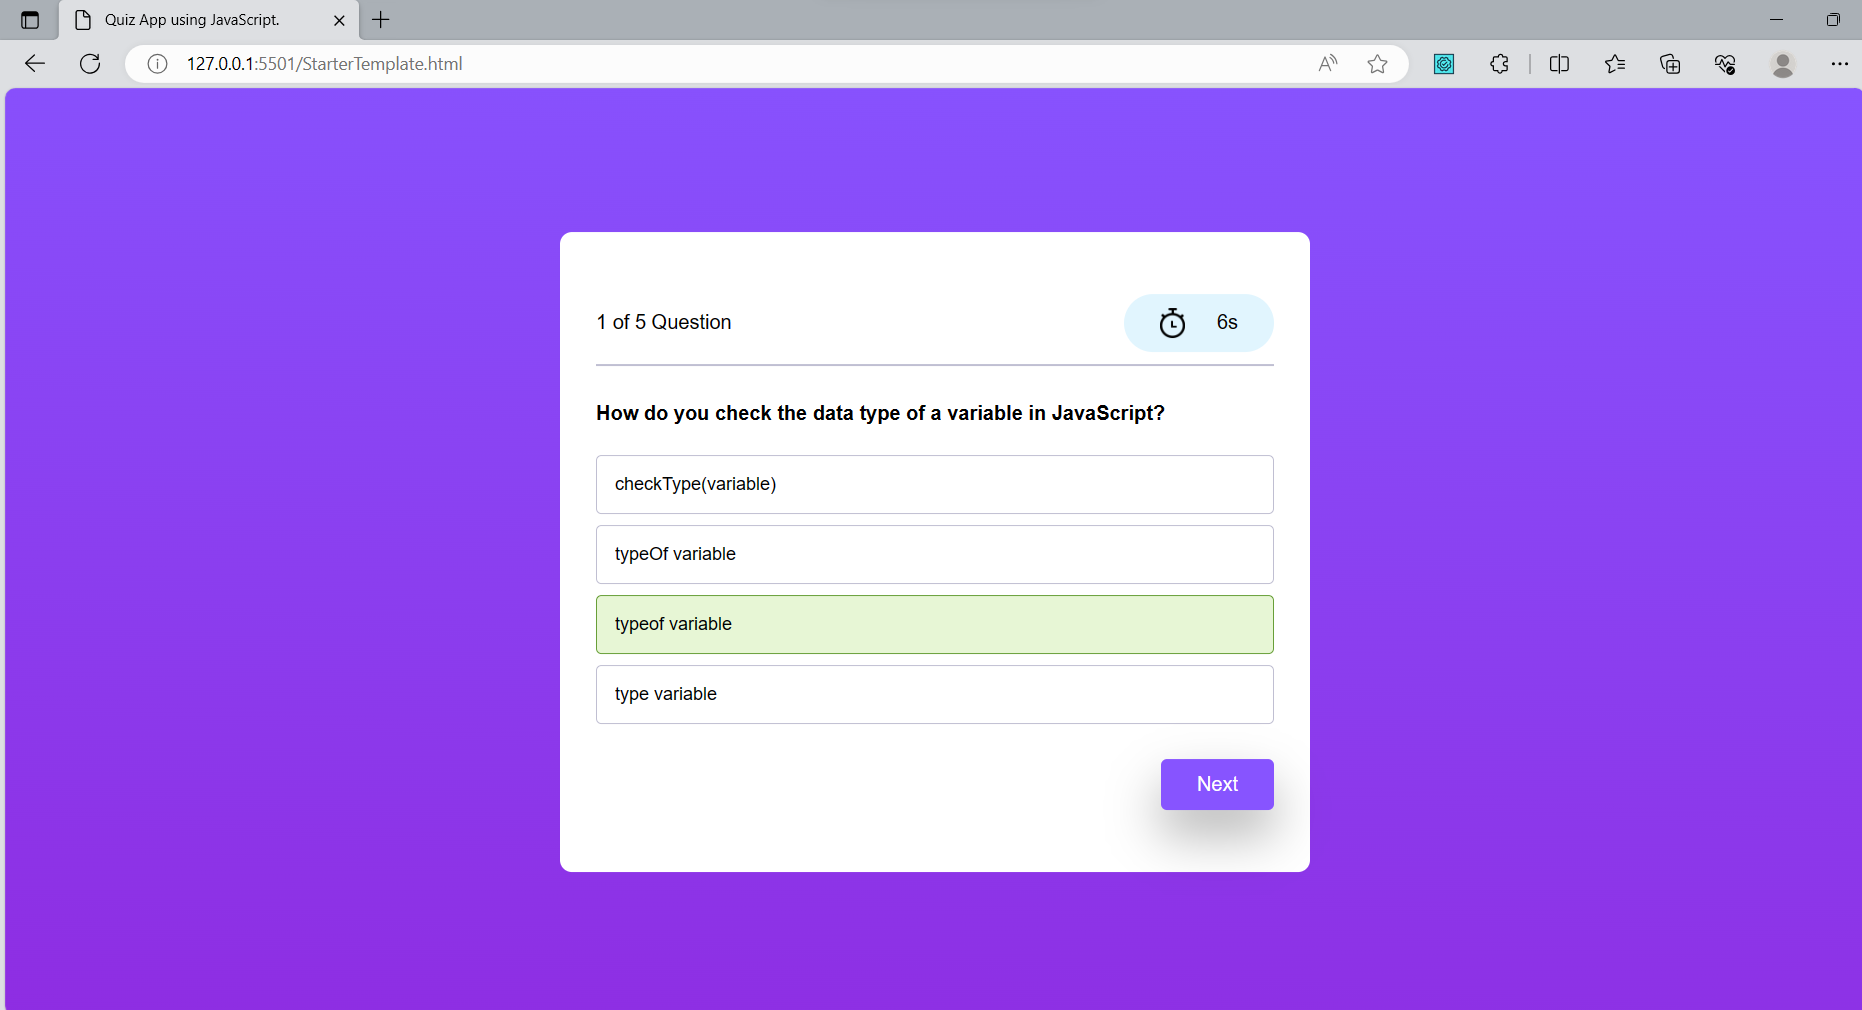 Quiz App using JavaScript.
127.0.0.1:5501/StarterTemplate.html
1 of 5 Question
6s
How do you check the data type of a variable in JavaScript?
checkType(variable)
typeOf variable
typeof variable
type variable
Next